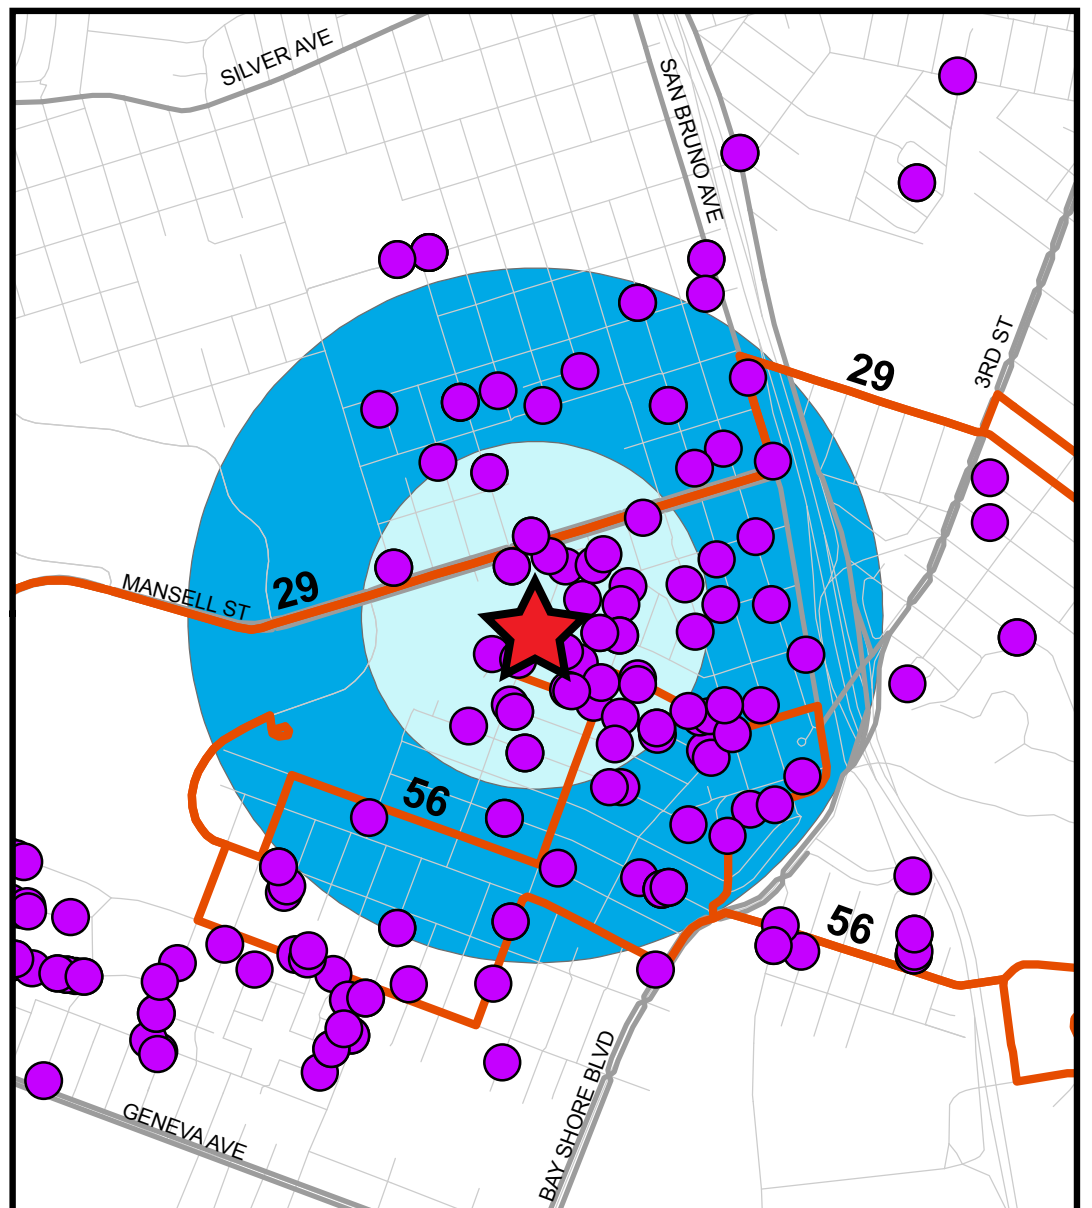 SILVER AVE
SAN BRUNO AVE
29
3RD ST
MANSELL ST
29
56
56
BAY SHORE BLVD
GENEVA AVE